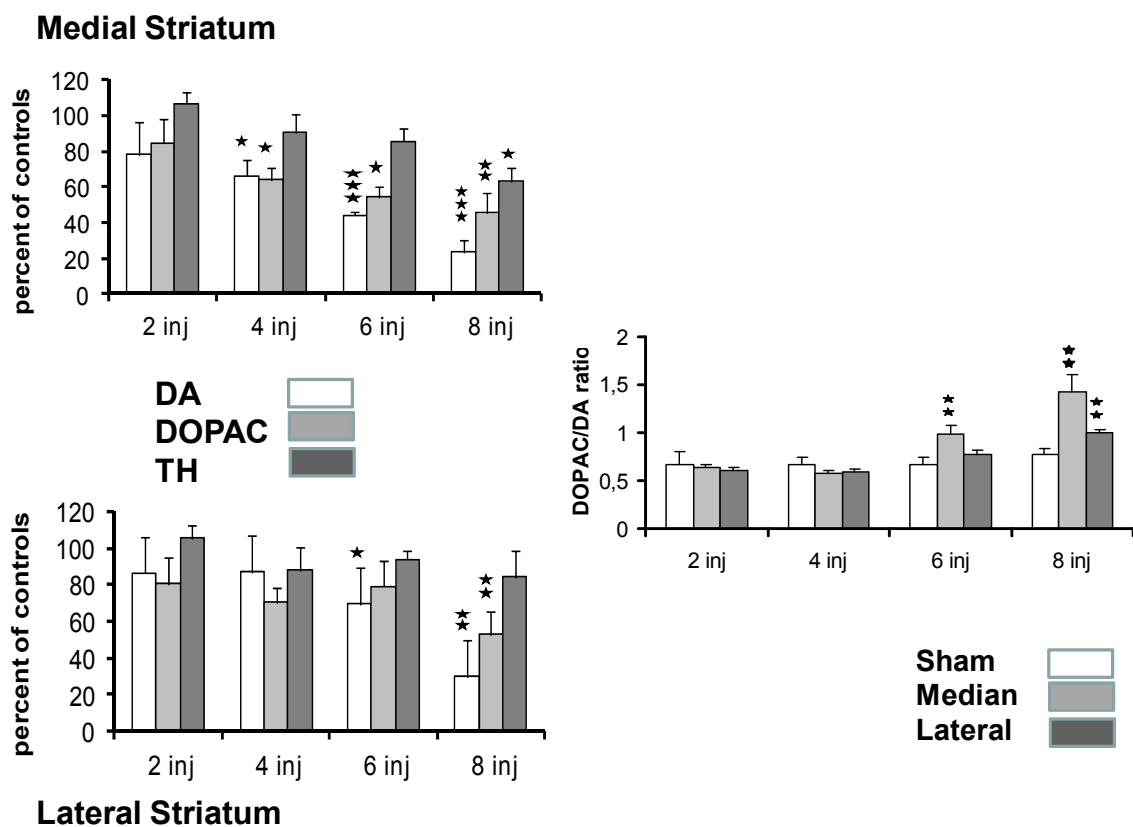 Medial Striatum
percent of controls
120
100
80
60
40
20
0
★ ★ ★★★ ★ ★★★ ★★ ★
2 inj 4 inj 6 inj 8 inj
DA
DOPAC
TH
percent of controls
120
100
80
60
40
20
0
★ ★★ ★★
2 inj 4 inj 6 inj 8 inj
Lateral Striatum
DOPAC/DA ratio
2
1,5
1
0,5
0
★★ ★★ ★★
2 inj 4 inj 6 inj 8 inj
Sham
Median
Lateral